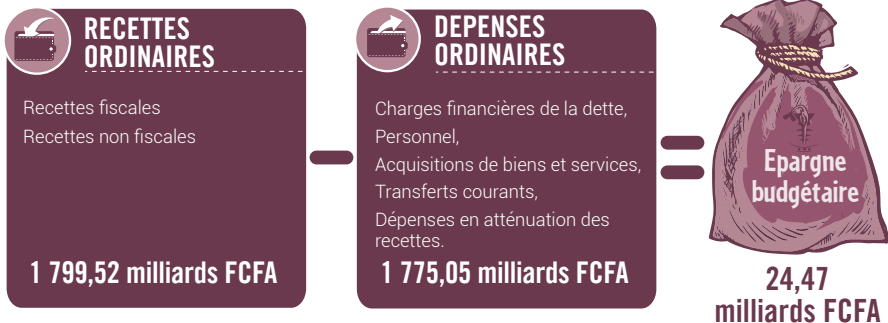 RECETTES
ORDINAIRES
Recettes fiscales
Recettes non fiscales
1 799,52 milliards FCFA
DEPENSES
ORDINAIRES
Charges financières de la dette,
Personnel,
Acquisitions de biens et services,
Transferts courants,
Dépenses en atténuation des
recettes.
1 775,05 milliards FCFA
Epargne
budgétaire
24,47
milliards FCFA